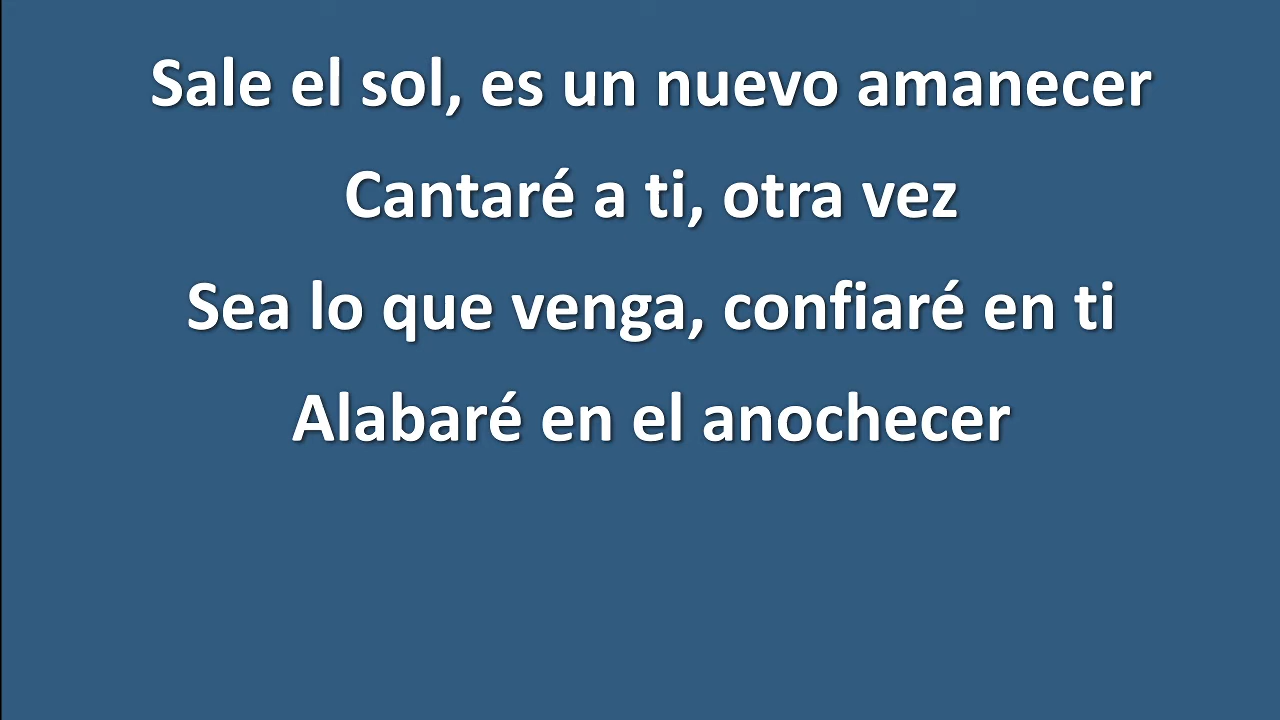 Sale el sol, es un nuevo amanecer
Cantaré a ti, otra vez
Sea lo que venga, confiaré en ti
Alabaré en el anochecer